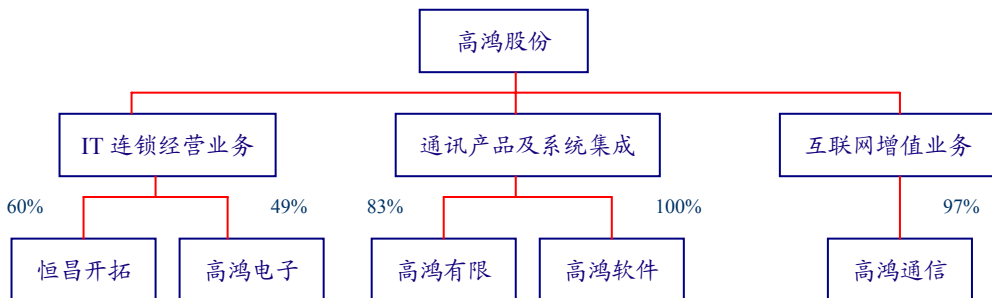 高鸿股份
IT 连锁经营业务
通讯产品及系统集成
互联网增值业务
60%
49%
83%
100%
97%
恒昌开拓
高鸿电子
高鸿有限
高鸿软件
高鸿通信